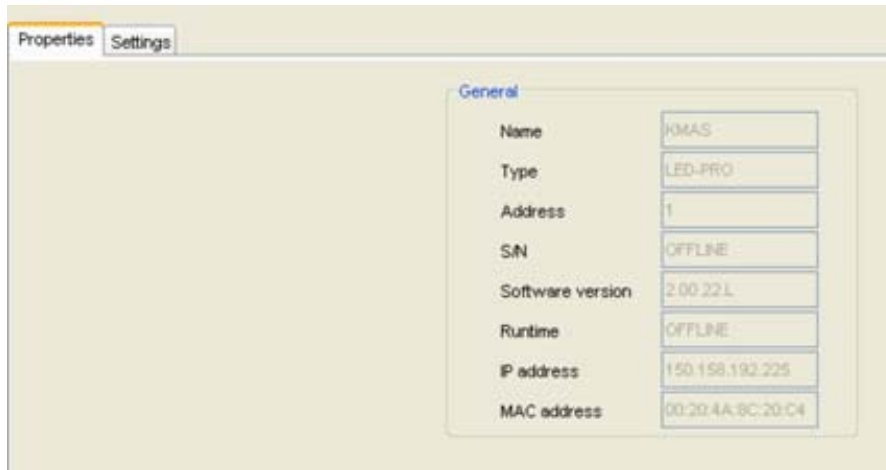 Properties Settings
General
Name KMAS
Type LED-PRO
Address 1
S/N OFFLINE
Software version 2.00.22.L
Runtime OFFLINE
IP address 150.158.192.225
MAC address 00:20:4A:8C:20:C4